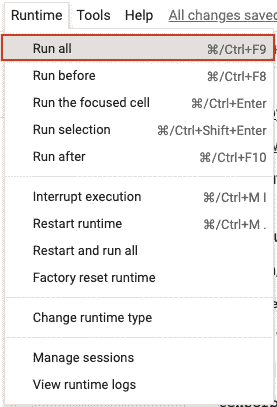 Runtime Tools Help All changes saved
Run all ⌘/Ctrl+F9
Run before ⌘/Ctrl+F8
Run the focused cell ⌘/Ctrl+Enter
Run selection ⌘/Ctrl+Shift+Enter
Run after ⌘/Ctrl+F10
Interrupt execution ⌘/Ctrl+M I
Restart runtime ⌘/Ctrl+M .
Restart and run all
Factory reset runtime
Change runtime type
Manage sessions
View runtime logs